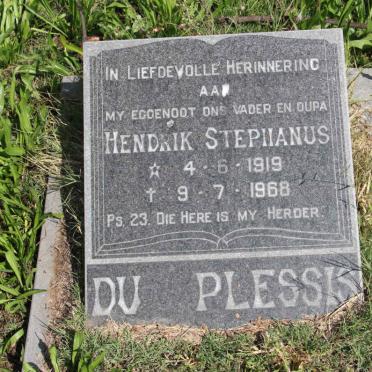 IN LIEFDEVOLLE HERINNERING
AAN
MY EGGENOOT ONS VADER EN OUPA
HENDRIK STEPHANUS
☆ 4-6-1919
✝ 9-7-1968
PS. 23. DIE HERE IS MY HERDER
DU PLESSIS